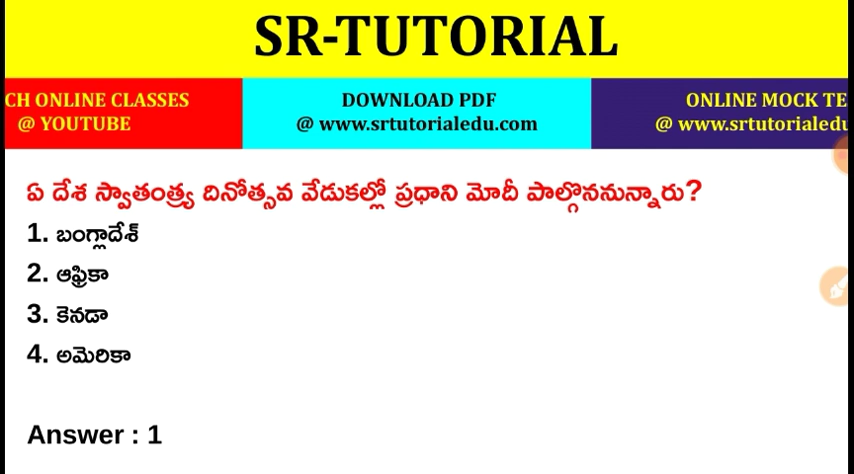 SR-TUTORIAL
CH ONLINE CLASSES
@ YOUTUBE
DOWNLOAD PDF
@ www.srtutorialedu.com
ONLINE MOCK TE
@ www.srtutorialedu
ఏ దేశ స్వాతంత్ర్య దినోత్సవ వేడుకల్లో ప్రధాని మోదీ పాల్గొననున్నారు?
1. బంగ్లాదేశ్
2. ఆఫ్రికా
3. కెనడా
4. అమెరికా
Answer : 1